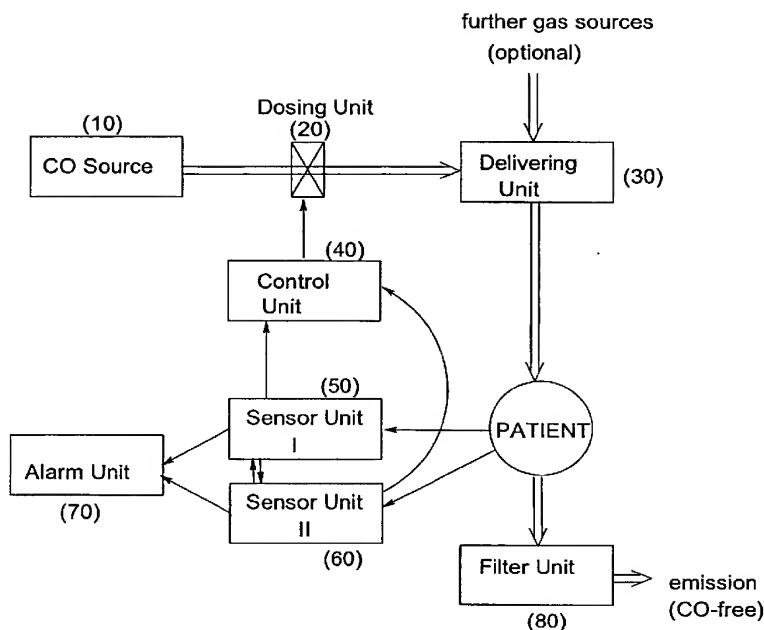 further gas sources
(optional)
Dosing Unit
(10)
(20)
CO Source
Delivering
Unit
(30)
(40)
Control
Unit
(50)
Sensor Unit
I
PATIENT
Alarm Unit
(70)
Sensor Unit
II
(60)
Filter Unit
(80)
emission
(CO-free)